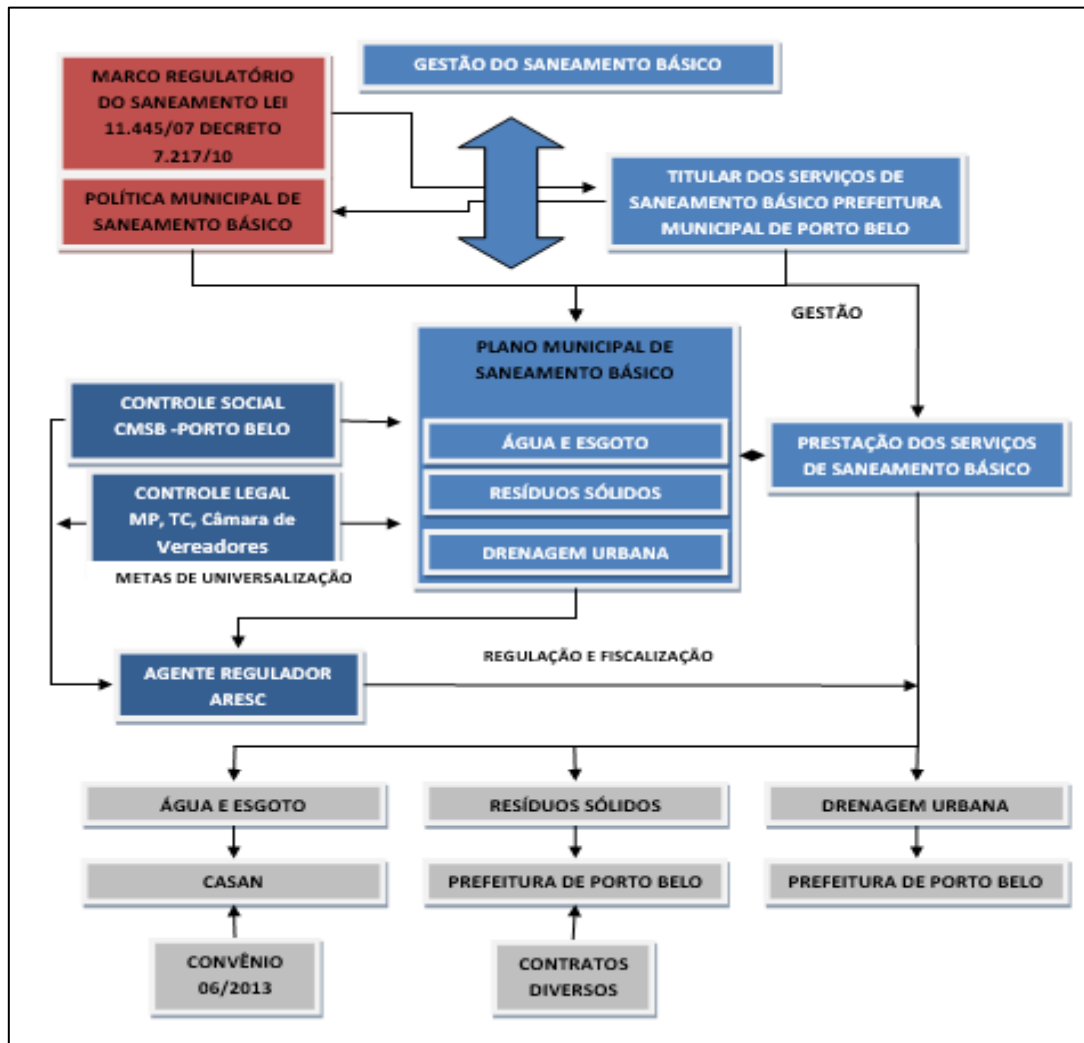 GESTÃO DO SANEAMENTO BÁSICO
MARCO REGULATÓRIO
DO SANEAMENTO LEI
11.445/07 DECRETO
7.217/10
POLÍTICA MUNICIPAL DE
SANEAMENTO BÁSICO
TITULAR DOS SERVIÇOS DE
SANEAMENTO BÁSICO PREFEITURA
MUNICIPAL DE PORTO BELO
GESTÃO
PLANO MUNICIPAL DE
SANEAMENTO BÁSICO
ÁGUA E ESGOTO
RESÍDUOS SÓLIDOS
DRENAGEM URBANA
CONTROLE SOCIAL
CMSB -PORTO BELO
CONTROLE LEGAL
MP, TC, Câmara de
Vereadores
METAS DE UNIVERSALIZAÇÃO
PRESTAÇÃO DOS SERVIÇOS
DE SANEAMENTO BÁSICO
AGENTE REGULADOR
ARESC
REGULAÇÃO E FISCALIZAÇÃO
ÁGUA E ESGOTO
RESÍDUOS SÓLIDOS
DRENAGEM URBANA
CASAN
PREFEITURA DE PORTO BELO
PREFEITURA DE PORTO BELO
CONVÊNIO
06/2013
CONTRATOS
DIVERSOS